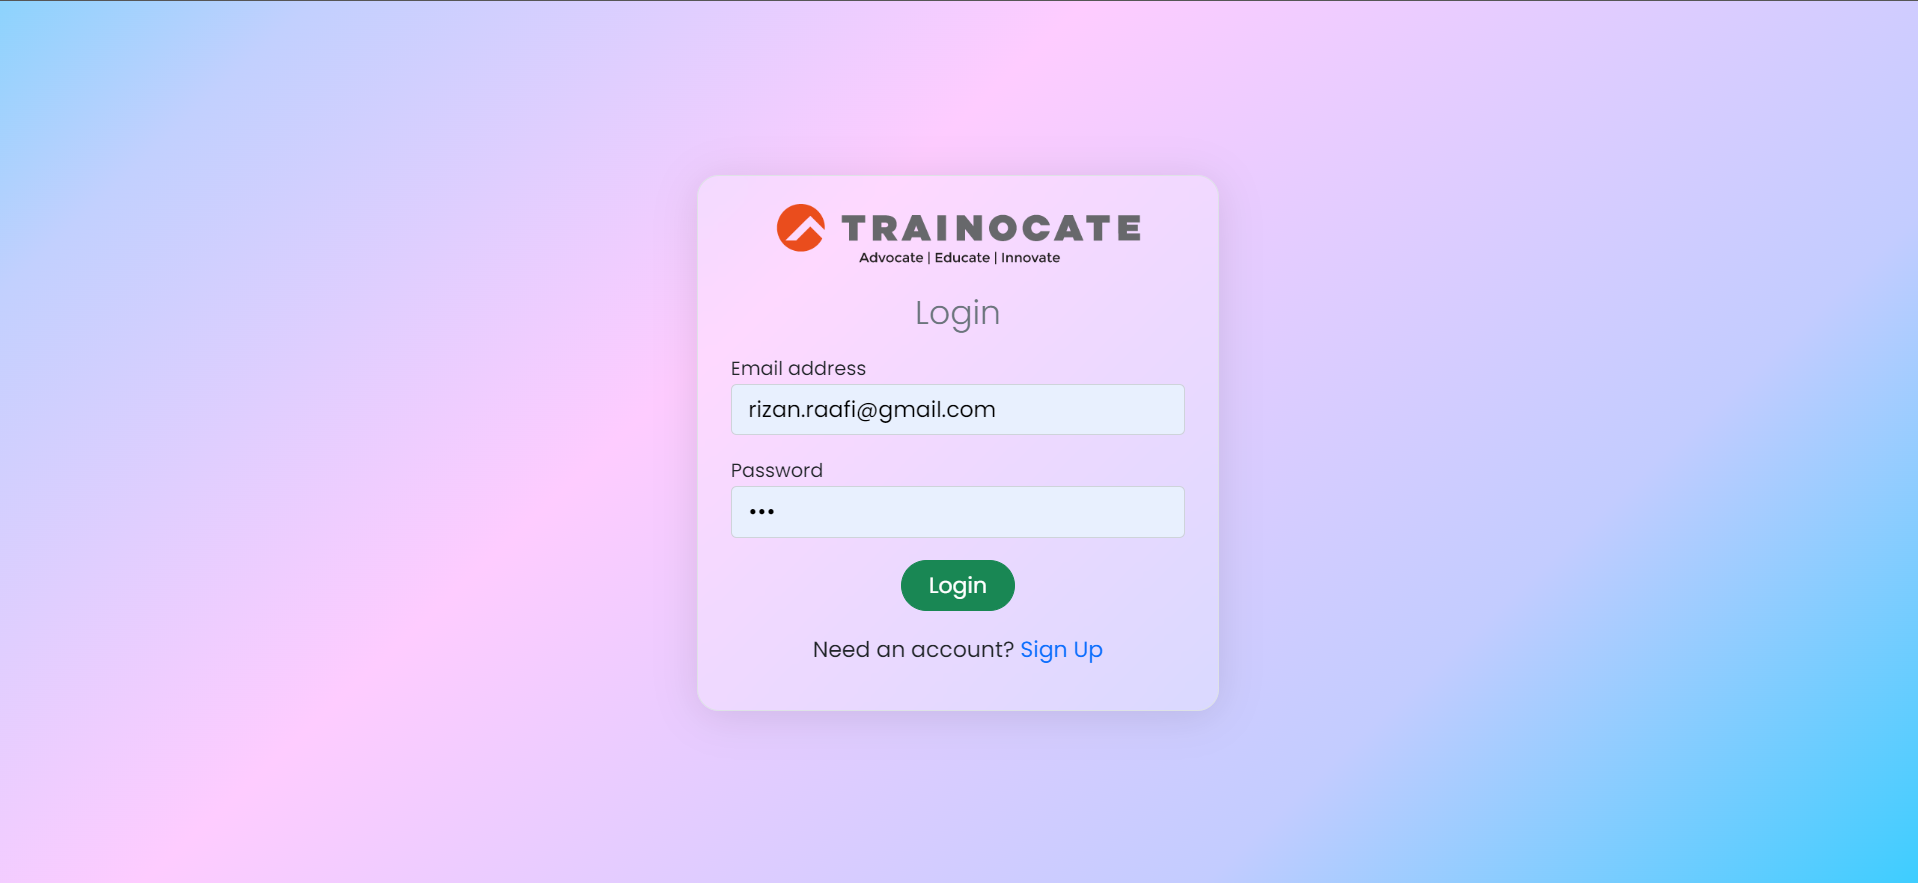 TRAINOCATE
Advocate | Educate | Innovate
Login
Email address
rizan.raafi@gmail.com
Password
•••
Login
Need an account? Sign Up